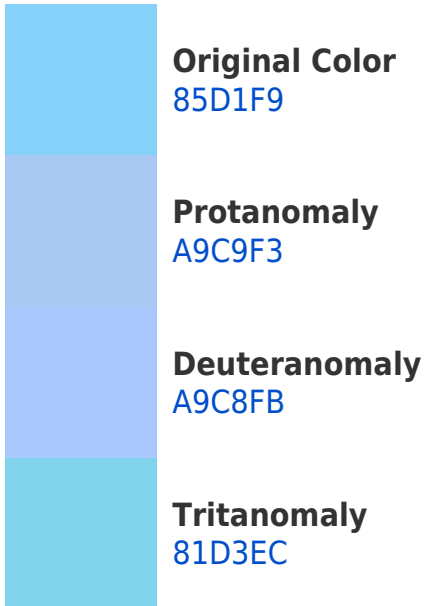 Original Color
85D1F9
Protanomaly
A9C9F3
Deuteranomaly
A9C8FB
Tritanomaly
81D3EC